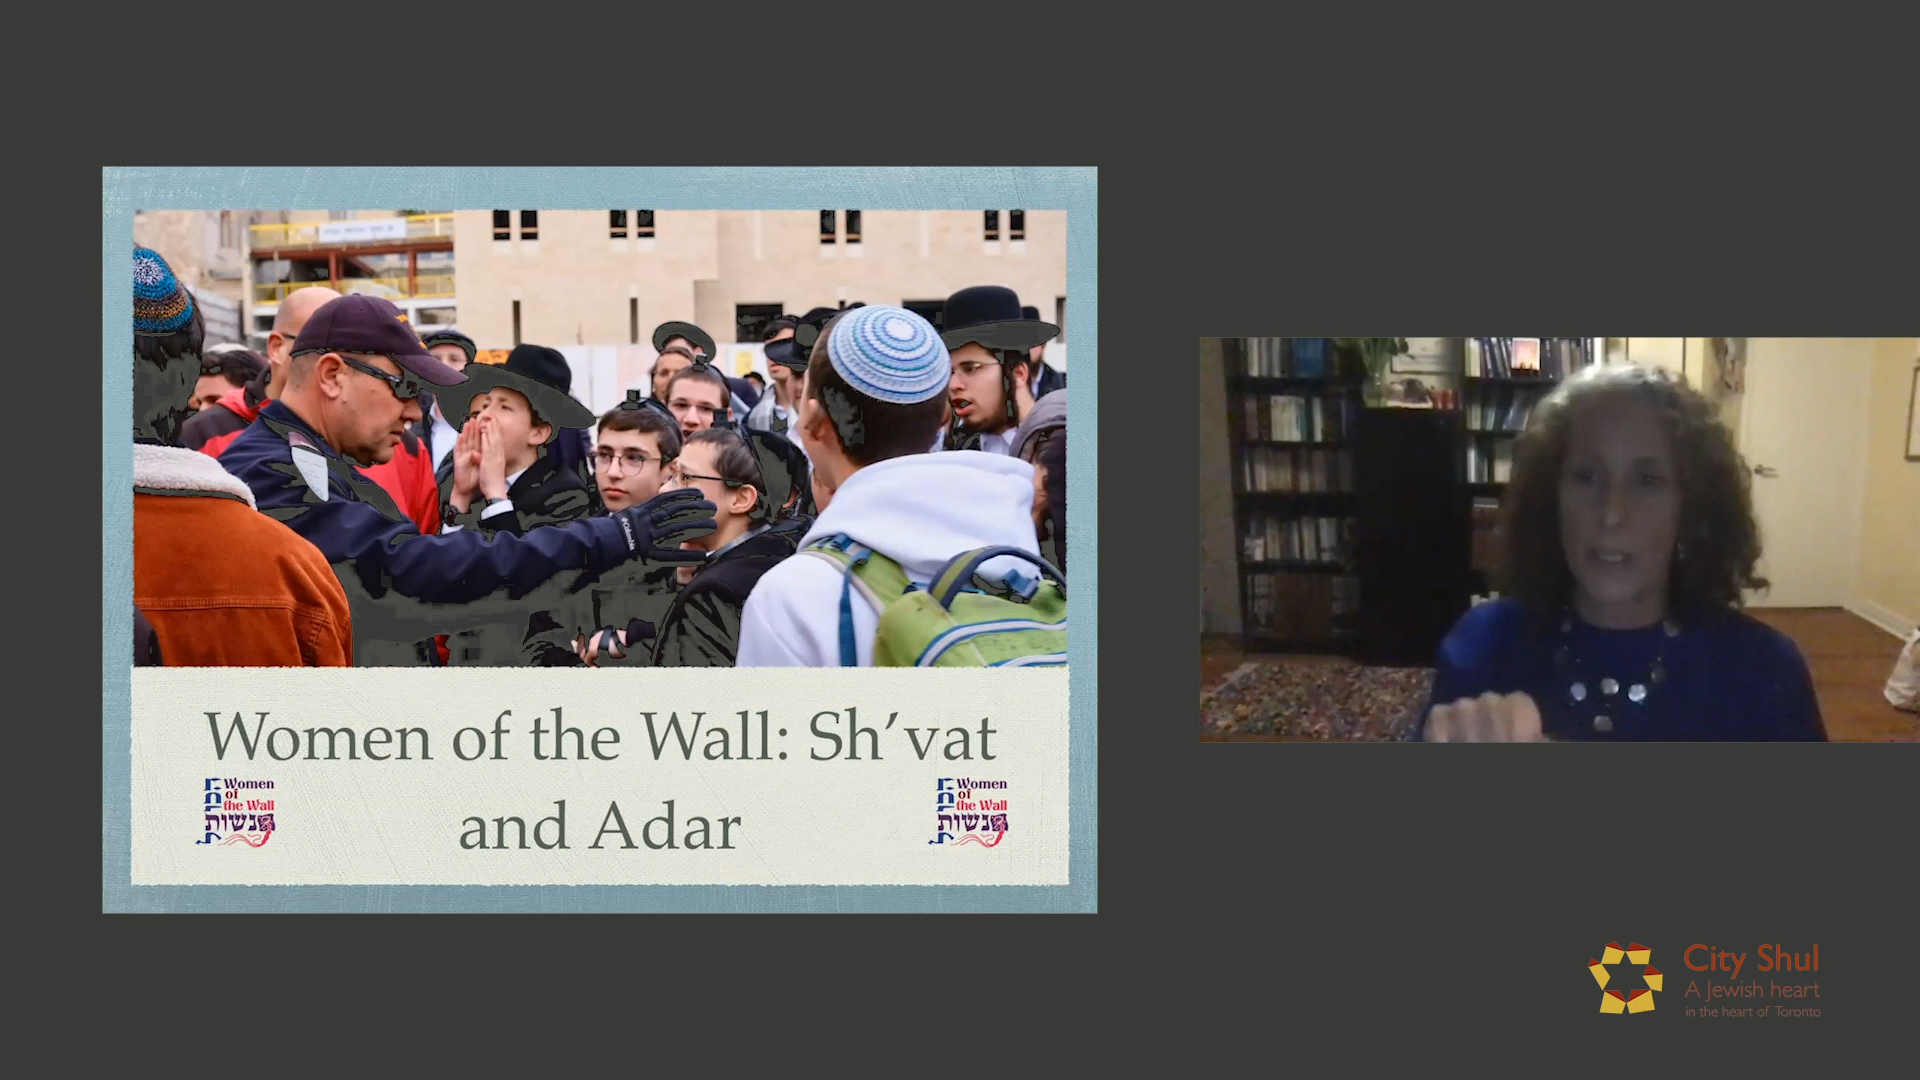 Women of the Wall: Sh’vat
and Adar
Women
of
the Wall
נשות
Women
of
the Wall
נשות
Columbia
City Shul
A Jewish heart
in the heart of Toronto